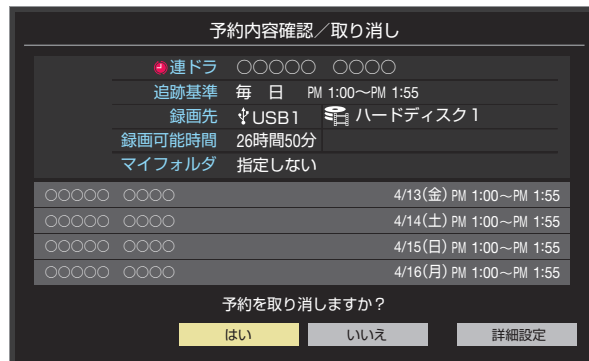 予約内容確認／取り消し
連ドラ ○○○○○ ○○○○
追跡基準 毎 日 PM 1:00～PM 1:55
録画先 USB1 ハードディスク1
録画可能時間 26時間50分
マイフォルダ 指定しない
○○○○○ ○○○○ 4/13(金) PM 1:00～PM 1:55
○○○○○ ○○○○ 4/14(土) PM 1:00～PM 1:55
○○○○○ ○○○○ 4/15(日) PM 1:00～PM 1:55
○○○○○ ○○○○ 4/16(月) PM 1:00～PM 1:55
予約を取り消しますか？
はい いいえ 詳細設定